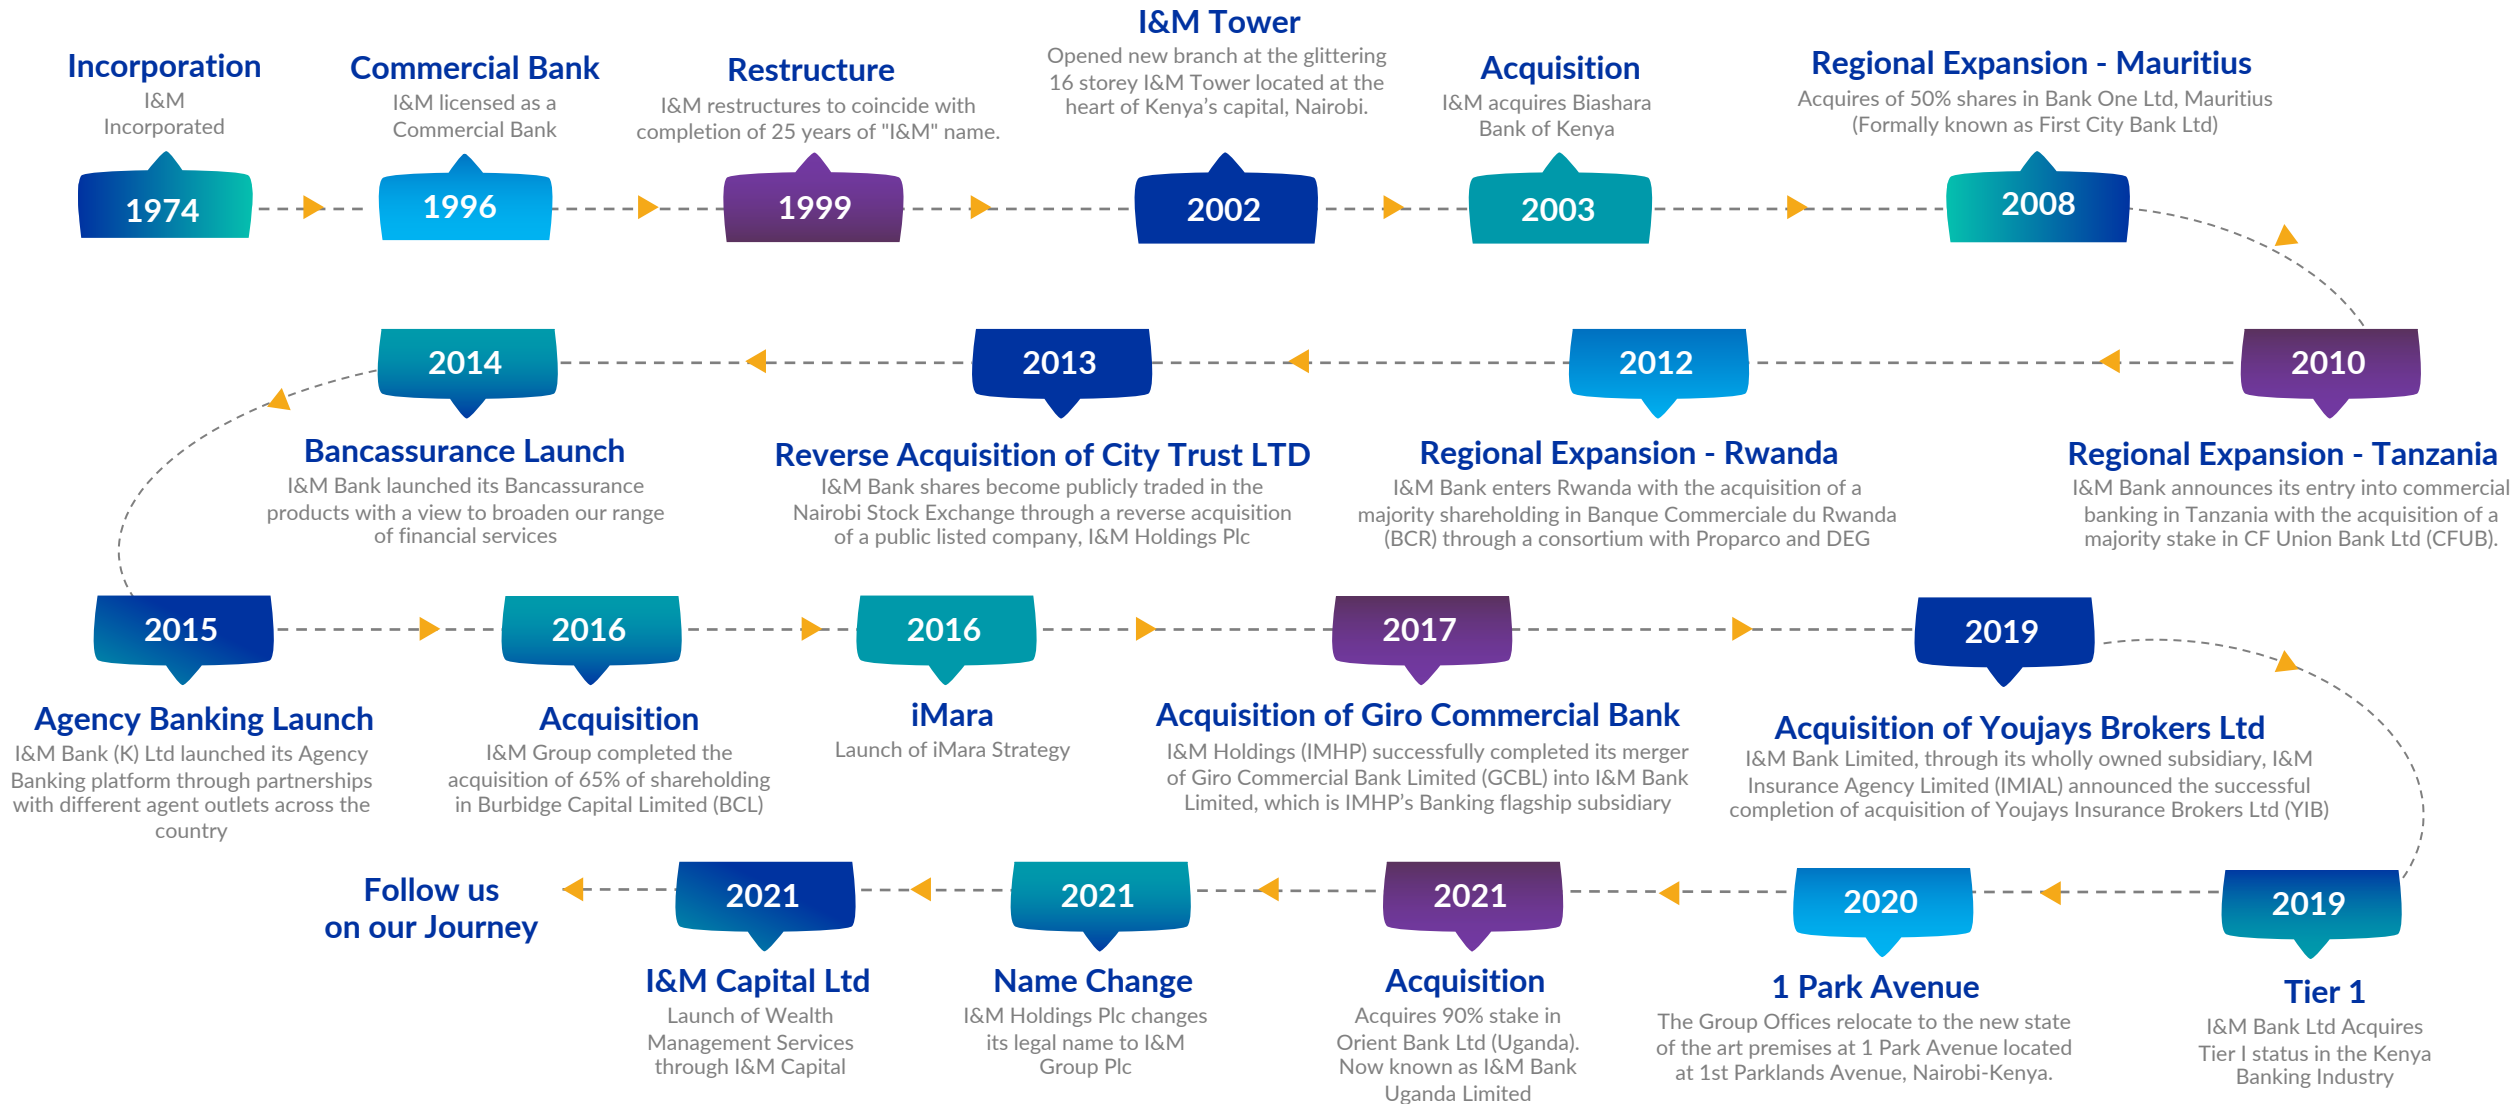 Incorporation
I&M
Incorporated
1974
Commercial Bank
I&M licensed as a
Commercial Bank
1996
Restructure
I&M restructures to coincide with
completion of 25 years of "I&M" name.
1999
I&M Tower
Opened new branch at the glittering
16 storey I&M Tower located at the
heart of Kenya's capital, Nairobi.
2002
Acquisition
I&M acquires Biashara
Bank of Kenya
2003
Regional Expansion - Mauritius
Acquires of 50% shares in Bank One Ltd, Mauritius
(Formally known as First City Bank Ltd)
2008
2010
Regional Expansion - Tanzania
I&M Bank announces its entry into commercial
banking in Tanzania with the acquisition of a
majority stake in CF Union Bank Ltd (CFUB).
2012
Regional Expansion - Rwanda
I&M Bank enters Rwanda with the acquisition of a
majority shareholding in Banque Commerciale du Rwanda
(BCR) through a consortium with Proparco and DEG
2013
Reverse Acquisition of City Trust LTD
I&M Bank shares become publicly traded in the
Nairobi Stock Exchange through a reverse acquisition
of a public listed company, I&M Holdings Plc
2014
Bancassurance Launch
I&M Bank launched its Bancassurance
products with a view to broaden our range
of financial services
2015
Agency Banking Launch
I&M Bank (K) Ltd launched its Agency
Banking platform through partnerships
with different agent outlets across the
country
2016
Acquisition
I&M Group completed the
acquisition of 65% of shareholding
in Burbidge Capital Limited (BCL)
2016
iMara
Launch of iMara Strategy
2017
Acquisition of Giro Commercial Bank
I&M Holdings (IMHP) successfully completed its merger
of Giro Commercial Bank Limited (GCBL) into I&M Bank
Limited, which is IMHP's Banking flagship subsidiary
2019
Acquisition of Youjays Brokers Ltd
I&M Bank Limited, through its wholly owned subsidiary, I&M
Insurance Agency Limited (IMIAL) announced the successful
completion of acquisition of Youjays Insurance Brokers Ltd (YIB)
2019
Tier 1
I&M Bank Ltd Acquires
Tier I status in the Kenya
Banking Industry
2020
1 Park Avenue
The Group Offices relocate to the new state
of the art premises at 1 Park Avenue located
at 1st Parklands Avenue, Nairobi-Kenya.
2021
Acquisition
Acquires 90% stake in
Orient Bank Ltd (Uganda).
Now known as I&M Bank
Uganda Limited
2021
Name Change
I&M Holdings Plc changes
its legal name to I&M
Group Plc
2021
I&M Capital Ltd
Launch of Wealth
Management Services
through I&M Capital
Follow us
on our Journey